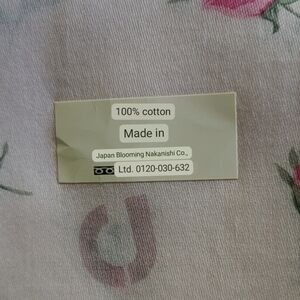 100% cotton
Made in
Japan Blooming Nakanishi Co.,
Ltd. 0120-030-632